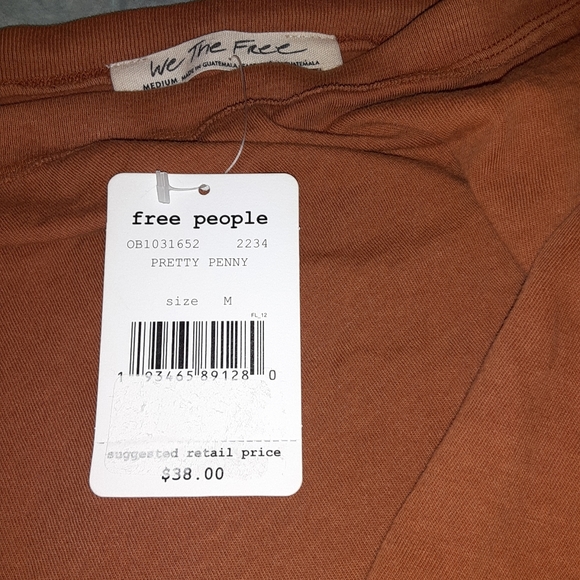 We The Free
MEDIUM MADE IN GUATEMALA
free people
OB1031652 2234
PRETTY PENNY
size M
FL_12
1 93465 89128 0
suggested retail price
$38.00